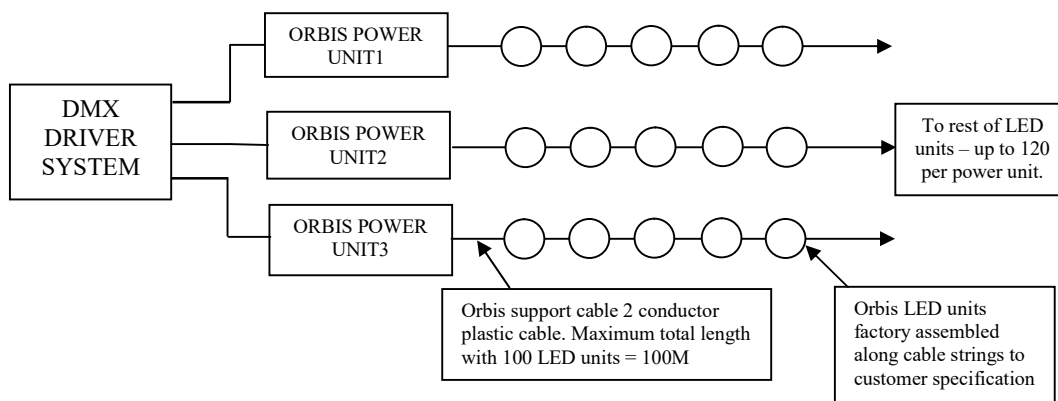 ORBIS POWER
UNIT1
DMX
DRIVER
SYSTEM
ORBIS POWER
UNIT2
To rest of LED
units – up to 120
per power unit.
ORBIS POWER
UNIT3
Orbis support cable 2 conductor
plastic cable. Maximum total length
with 100 LED units = 100M
Orbis LED units
factory assembled
along cable strings to
customer specification